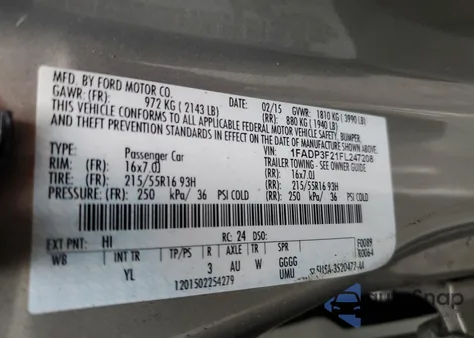 MFD. BY FORD MOTOR CO.
DATE: 02/15 GVWR: 1810 KG ( 3990 LB)
GAWR: (FR): 972 KG ( 2143 LB) (RR): 880 KG ( 1940 LB)
THIS VEHICLE CONFORMS TO ALL APPLICABLE FEDERAL MOTOR VEHICLE SAFETY, BUMPER,
AND THEFT PREVENTION STANDARDS IN EFFECT ON THE DATE OF MANUFACTURE SHOWN ABOVE.
VIN: 1FADP3F21FL247208
TYPE: Passenger Car TRAILER TOWING - SEE OWNER GUIDE
RIM: (FR): 16x7.0J (RR): 16x7.0J
TIRE: (FR): 215/55R16 93H (RR): 215/55R16 93H
PRESSURE: (FR): 250 kPa/ 36 PSI COLD (RR): 250 kPa/ 36 PSI COLD
EXT PNT: HI RC: 24 DSO: F0089
WB INT TR TP/PS R AXLE TR SPR R0064
YL 3 AU W GGGG
1201502254279 UMU
autoSnap